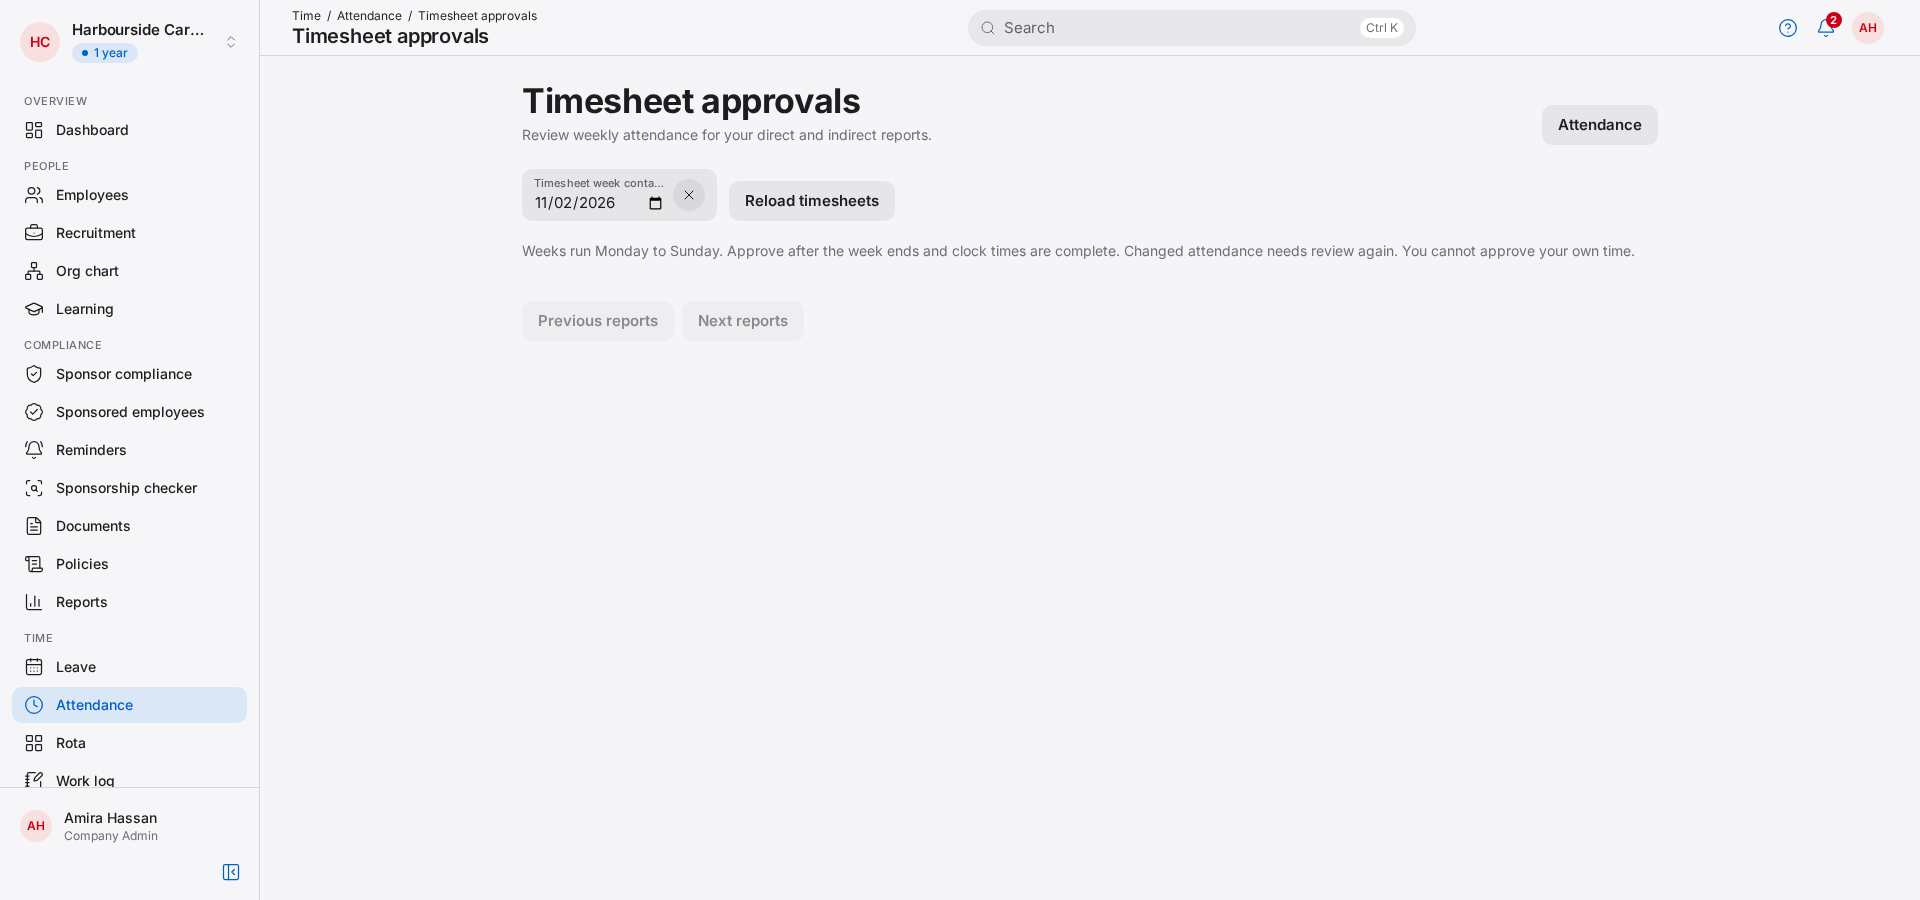 HC
Harbourside Car...
1 year
OVERVIEW
Dashboard
PEOPLE
Employees
Recruitment
Org chart
Learning
COMPLIANCE
Sponsor compliance
Sponsored employees
Reminders
Sponsorship checker
Documents
Policies
Reports
TIME
Leave
Attendance
Rota
Work log
AH
Amira Hassan
Company Admin
Time / Attendance / Timesheet approvals
Timesheet approvals
Search
Ctrl K
2
AH
Timesheet approvals
Review weekly attendance for your direct and indirect reports.
Attendance
Timesheet week conta...
11/02/2026
Reload timesheets
Weeks run Monday to Sunday. Approve after the week ends and clock times are complete. Changed attendance needs review again. You cannot approve your own time.
Previous reports
Next reports